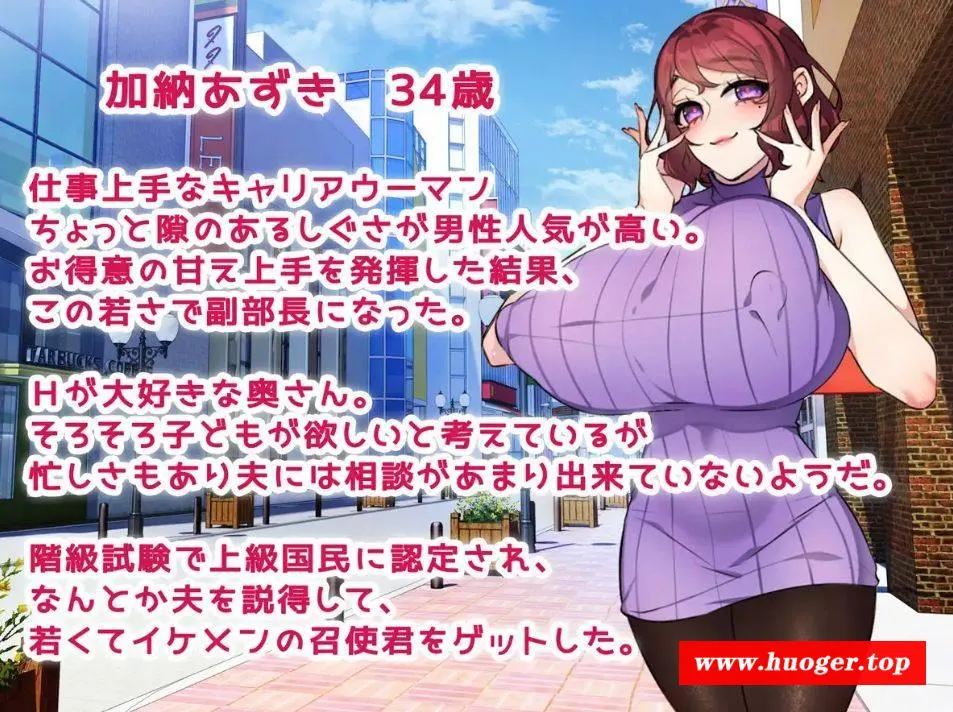 加納あずき　34歳
仕事上手なキャリアウーマン
ちょっと隙のあるしぐさが男性人気が高い。
お得意の甘え上手を発揮した結果、
この若さで副部長になった。
Ｈが大好きな奥さん。
そろそろ子どもが欲しいと考えているが
忙しさもあり夫には相談があまり出来ていないようだ。
階級試験で上級国民に認定され、
なんとか夫を説得して、
若くてイケメンの召使君をゲットした。
www.huoger.top